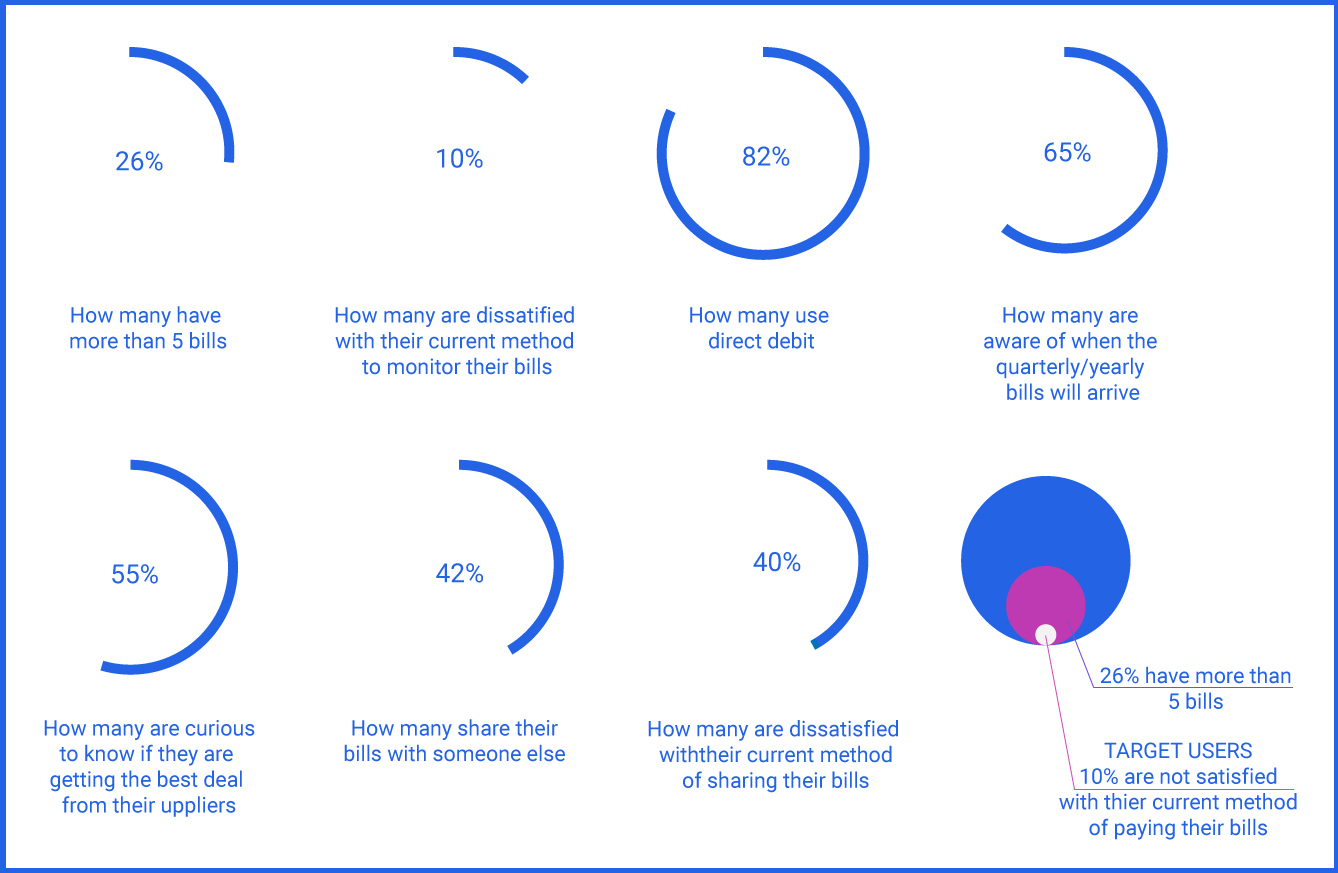 26%
10%
82%
65%
How many have
more than 5 bills
How many are dissatified
with their current method
to monitor their bills
How many use
direct debit
How many are
aware of when the
quarterly/yearly
bills will arrive
55%
42%
40%
How many are curious
to know if they are
getting the best deal
from their uppliers
How many share their
bills with someone else
How many are dissatisfied
withtheir current method
of sharing their bills
26% have more than
5 bills
TARGET USERS
10% are not satisfied
with thier current method
of paying their bills